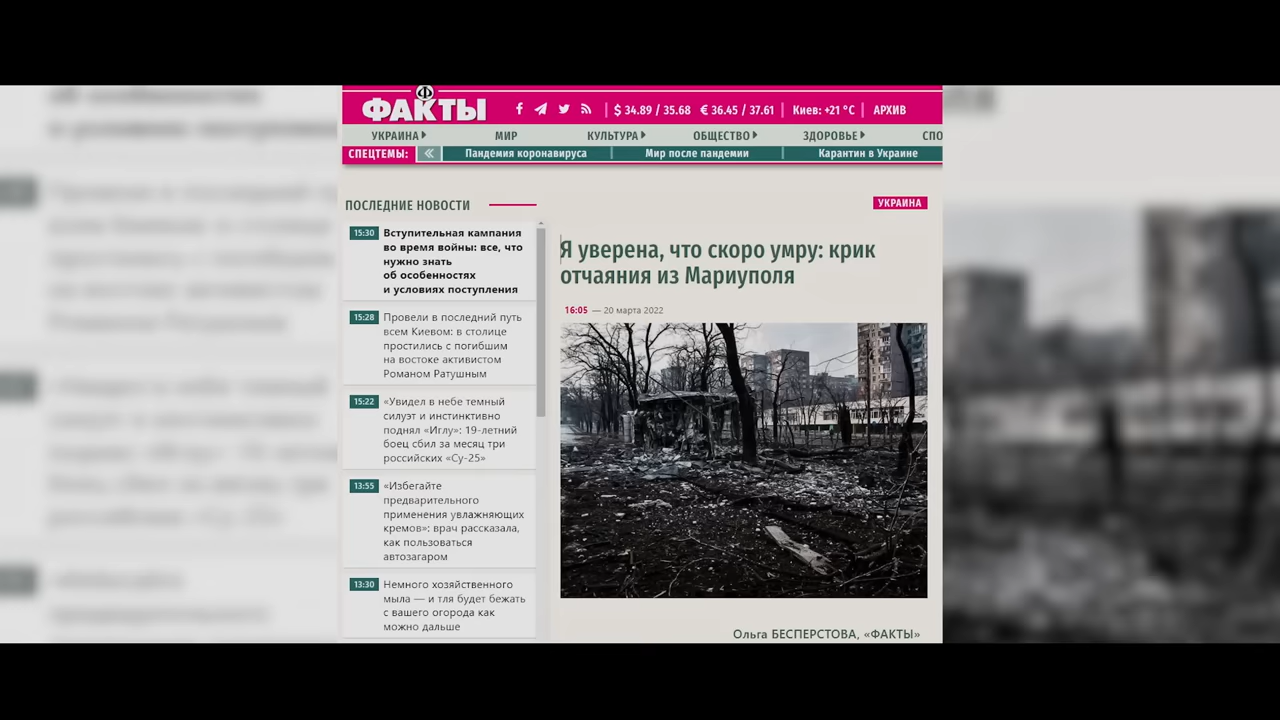 ФАКТЫ
$ 34.89 / 35.68
€ 36.45 / 37.61
Киев: +21 °C
АРХИВ
УКРАИНА
МИР
КУЛЬТУРА
ОБЩЕСТВО
ЗДОРОВЬЕ
СПО
СПЕЦТЕМЫ:
Пандемия коронавируса
Мир после пандемии
Карантин в Украине
ПОСЛЕДНИЕ НОВОСТИ
15:30 Вступительная кампания
во время войны: все, что
нужно знать
об особенностях
и условиях поступления
15:28 Провели в последний путь
всем Киевом: в столице
простились с погибшим
на востоке активистом
Романом Ратушным
15:22 «Увидел в небе темный
силуэт и инстинктивно
поднял «Иглу»: 19-летний
боец сбил за месяц три
российских «Су-25»
13:55 «Избегайте
предварительного
применения увлажняющих
кремов»: врач рассказала,
как пользоваться
автозагаром
13:30 Немного хозяйственного
мыла — и тля будет бежать
с вашего огорода как
можно дальше
УКРАИНА
Я уверена, что скоро умру: крик
отчаяния из Мариуполя
16:05 — 20 марта 2022
Ольга БЕСПЕРСТОВА, «ФАКТЫ»